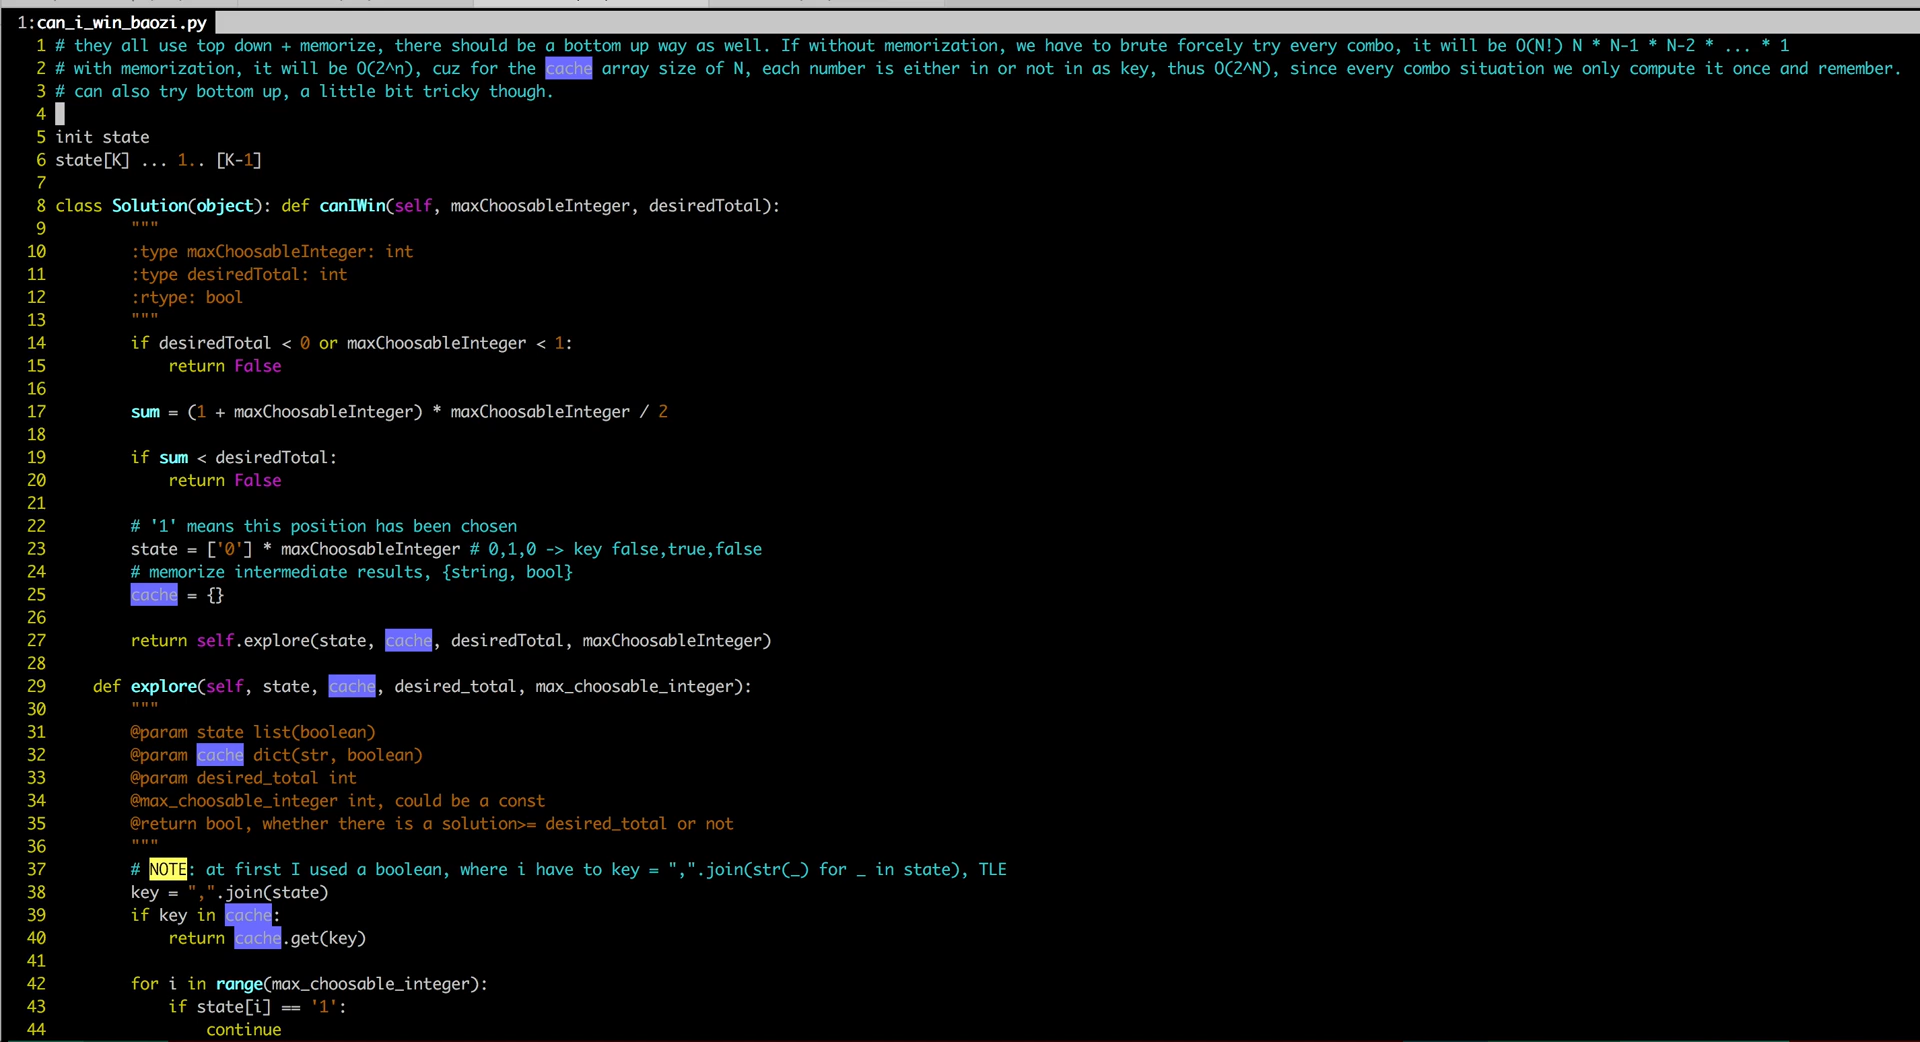 1:can_i_win_baozi.py
1 # they all use top down + memorize, there should be a bottom up way as well. If without memorization, we have to brute forcely try every combo, it will be O(N!) N * N-1 * N-2 * ... * 1
2 # with memorization, it will be O(2^n), cuz for the cache array size of N, each number is either in or not in as key, thus O(2^N), since every combo situation we only compute it once and remember.
3 # can also try bottom up, a little bit tricky though.
4
5 init state
6 state[K] ... 1.. [K-1]
7
8 class Solution(object): def canIWin(self, maxChoosableInteger, desiredTotal):
9         """
10         :type maxChoosableInteger: int
11         :type desiredTotal: int
12         :rtype: bool
13         """
14         if desiredTotal < 0 or maxChoosableInteger < 1:
15             return False
16
17         sum = (1 + maxChoosableInteger) * maxChoosableInteger / 2
18
19         if sum < desiredTotal:
20             return False
21
22         # '1' means this position has been chosen
23         state = ['0'] * maxChoosableInteger # 0,1,0 -> key false,true,false
24         # memorize intermediate results, {string, bool}
25         cache = {}
26
27         return self.explore(state, cache, desiredTotal, maxChoosableInteger)
28
29     def explore(self, state, cache, desired_total, max_choosable_integer):
30         """
31         @param state list(boolean)
32         @param cache dict(str, boolean)
33         @param desired_total int
34         @max_choosable_integer int, could be a const
35         @return bool, whether there is a solution>= desired_total or not
36         """
37         # NOTE: at first I used a boolean, where i have to key = ",".join(str(_) for _ in state), TLE
38         key = ",".join(state)
39         if key in cache:
40             return cache.get(key)
41
42         for i in range(max_choosable_integer):
43             if state[i] == '1':
44                 continue